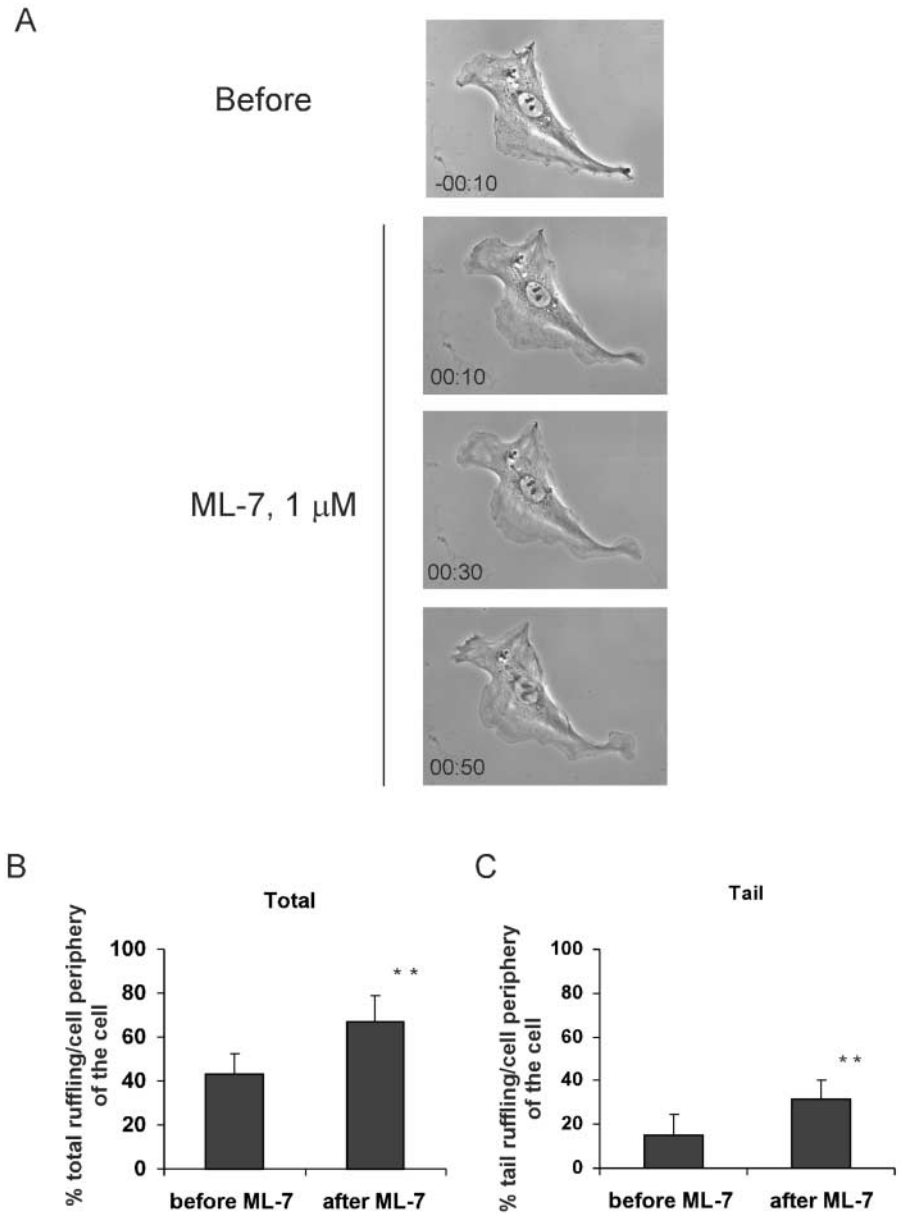 A
Before
-00:10
00:10
ML-7, 1 μM
00:30
00:50
B
Total
% total ruffling/cell periphery
of the cell
100
80
60
40
20
0
* *
before ML-7
after ML-7
C
Tail
% tail ruffling/cell periphery
of the cell
100
80
60
40
20
0
* *
before ML-7
after ML-7